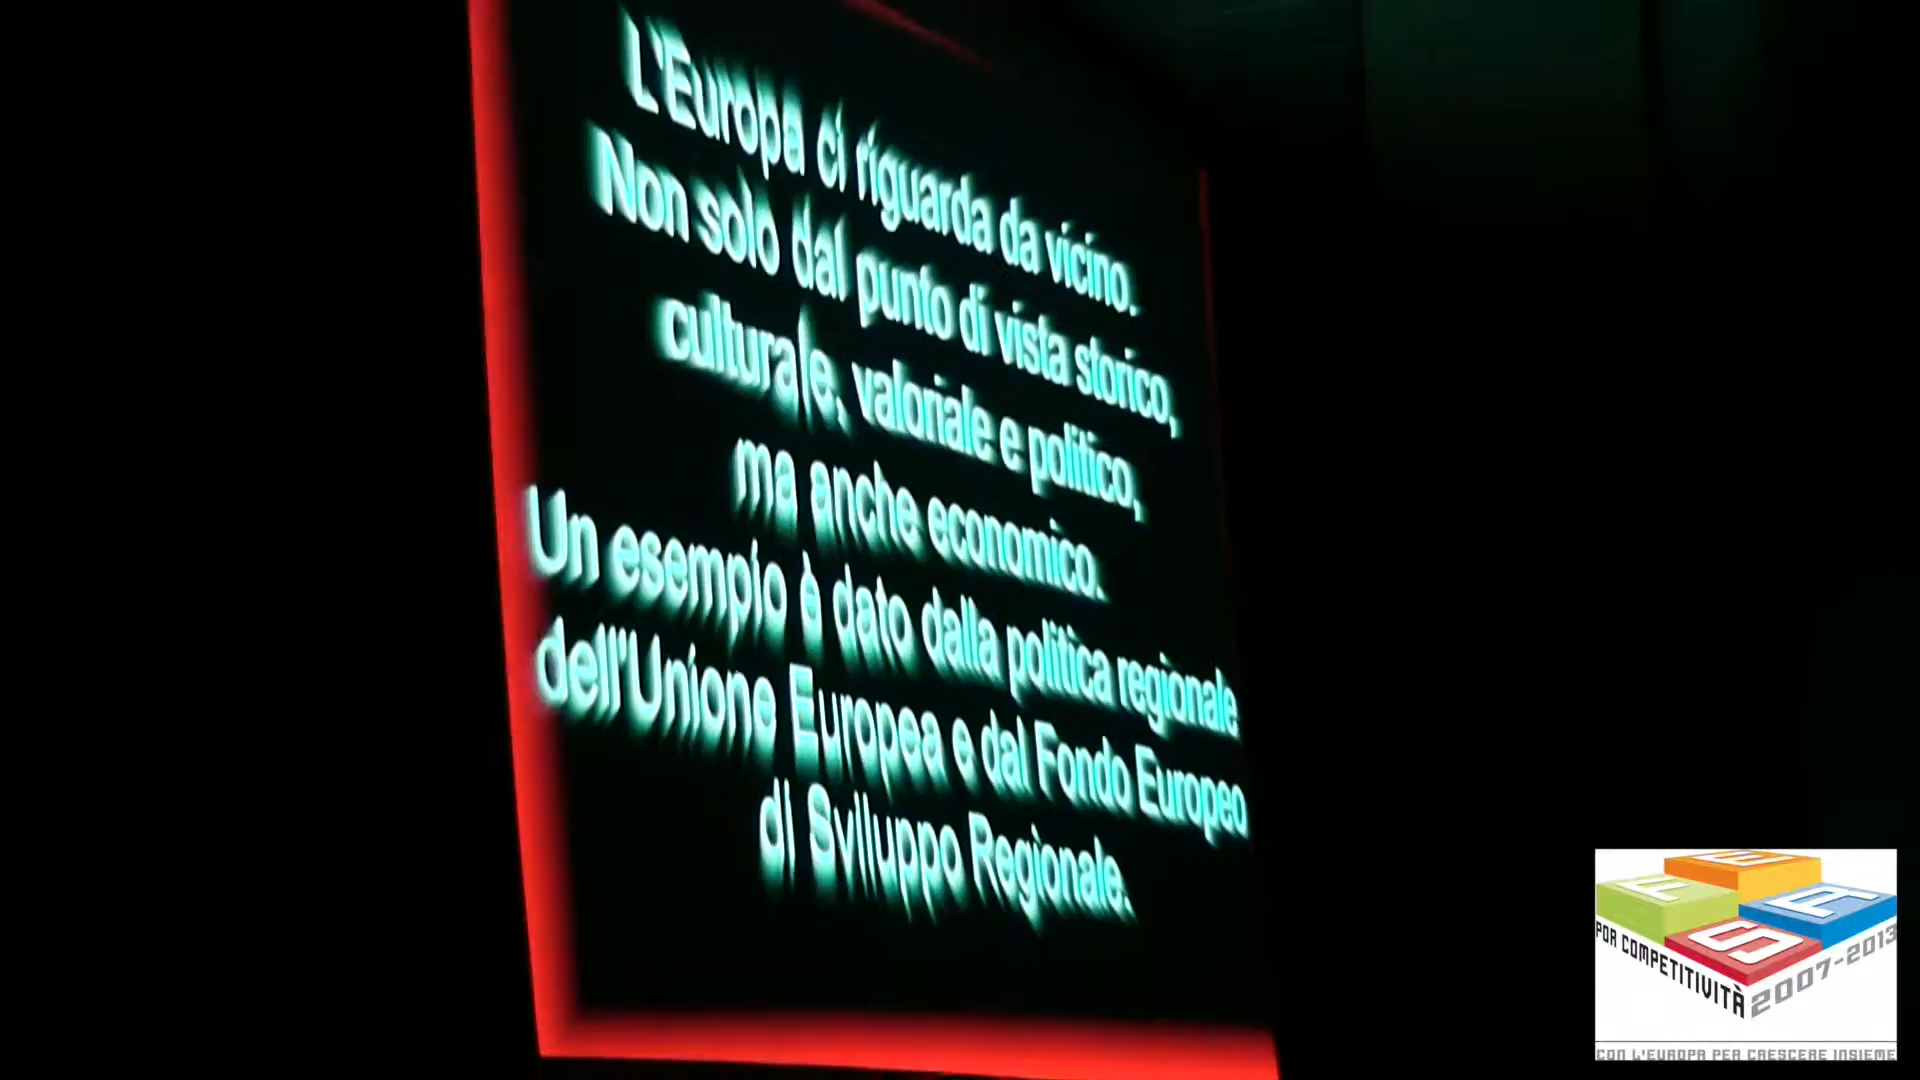 L'Europa ci riguarda da vicino.
Non solo dal punto di vista storico,
culturale, valoriale e politico,
ma anche economico.
Un esempio è dato dalla politica regionale
dell'Unione Europea e dal Fondo Europeo
di Sviluppo Regionale.
F E S A
POR COMPETITIVITÀ 2007-2013
CON L'EUROPA PER CRESCERE INSIEME